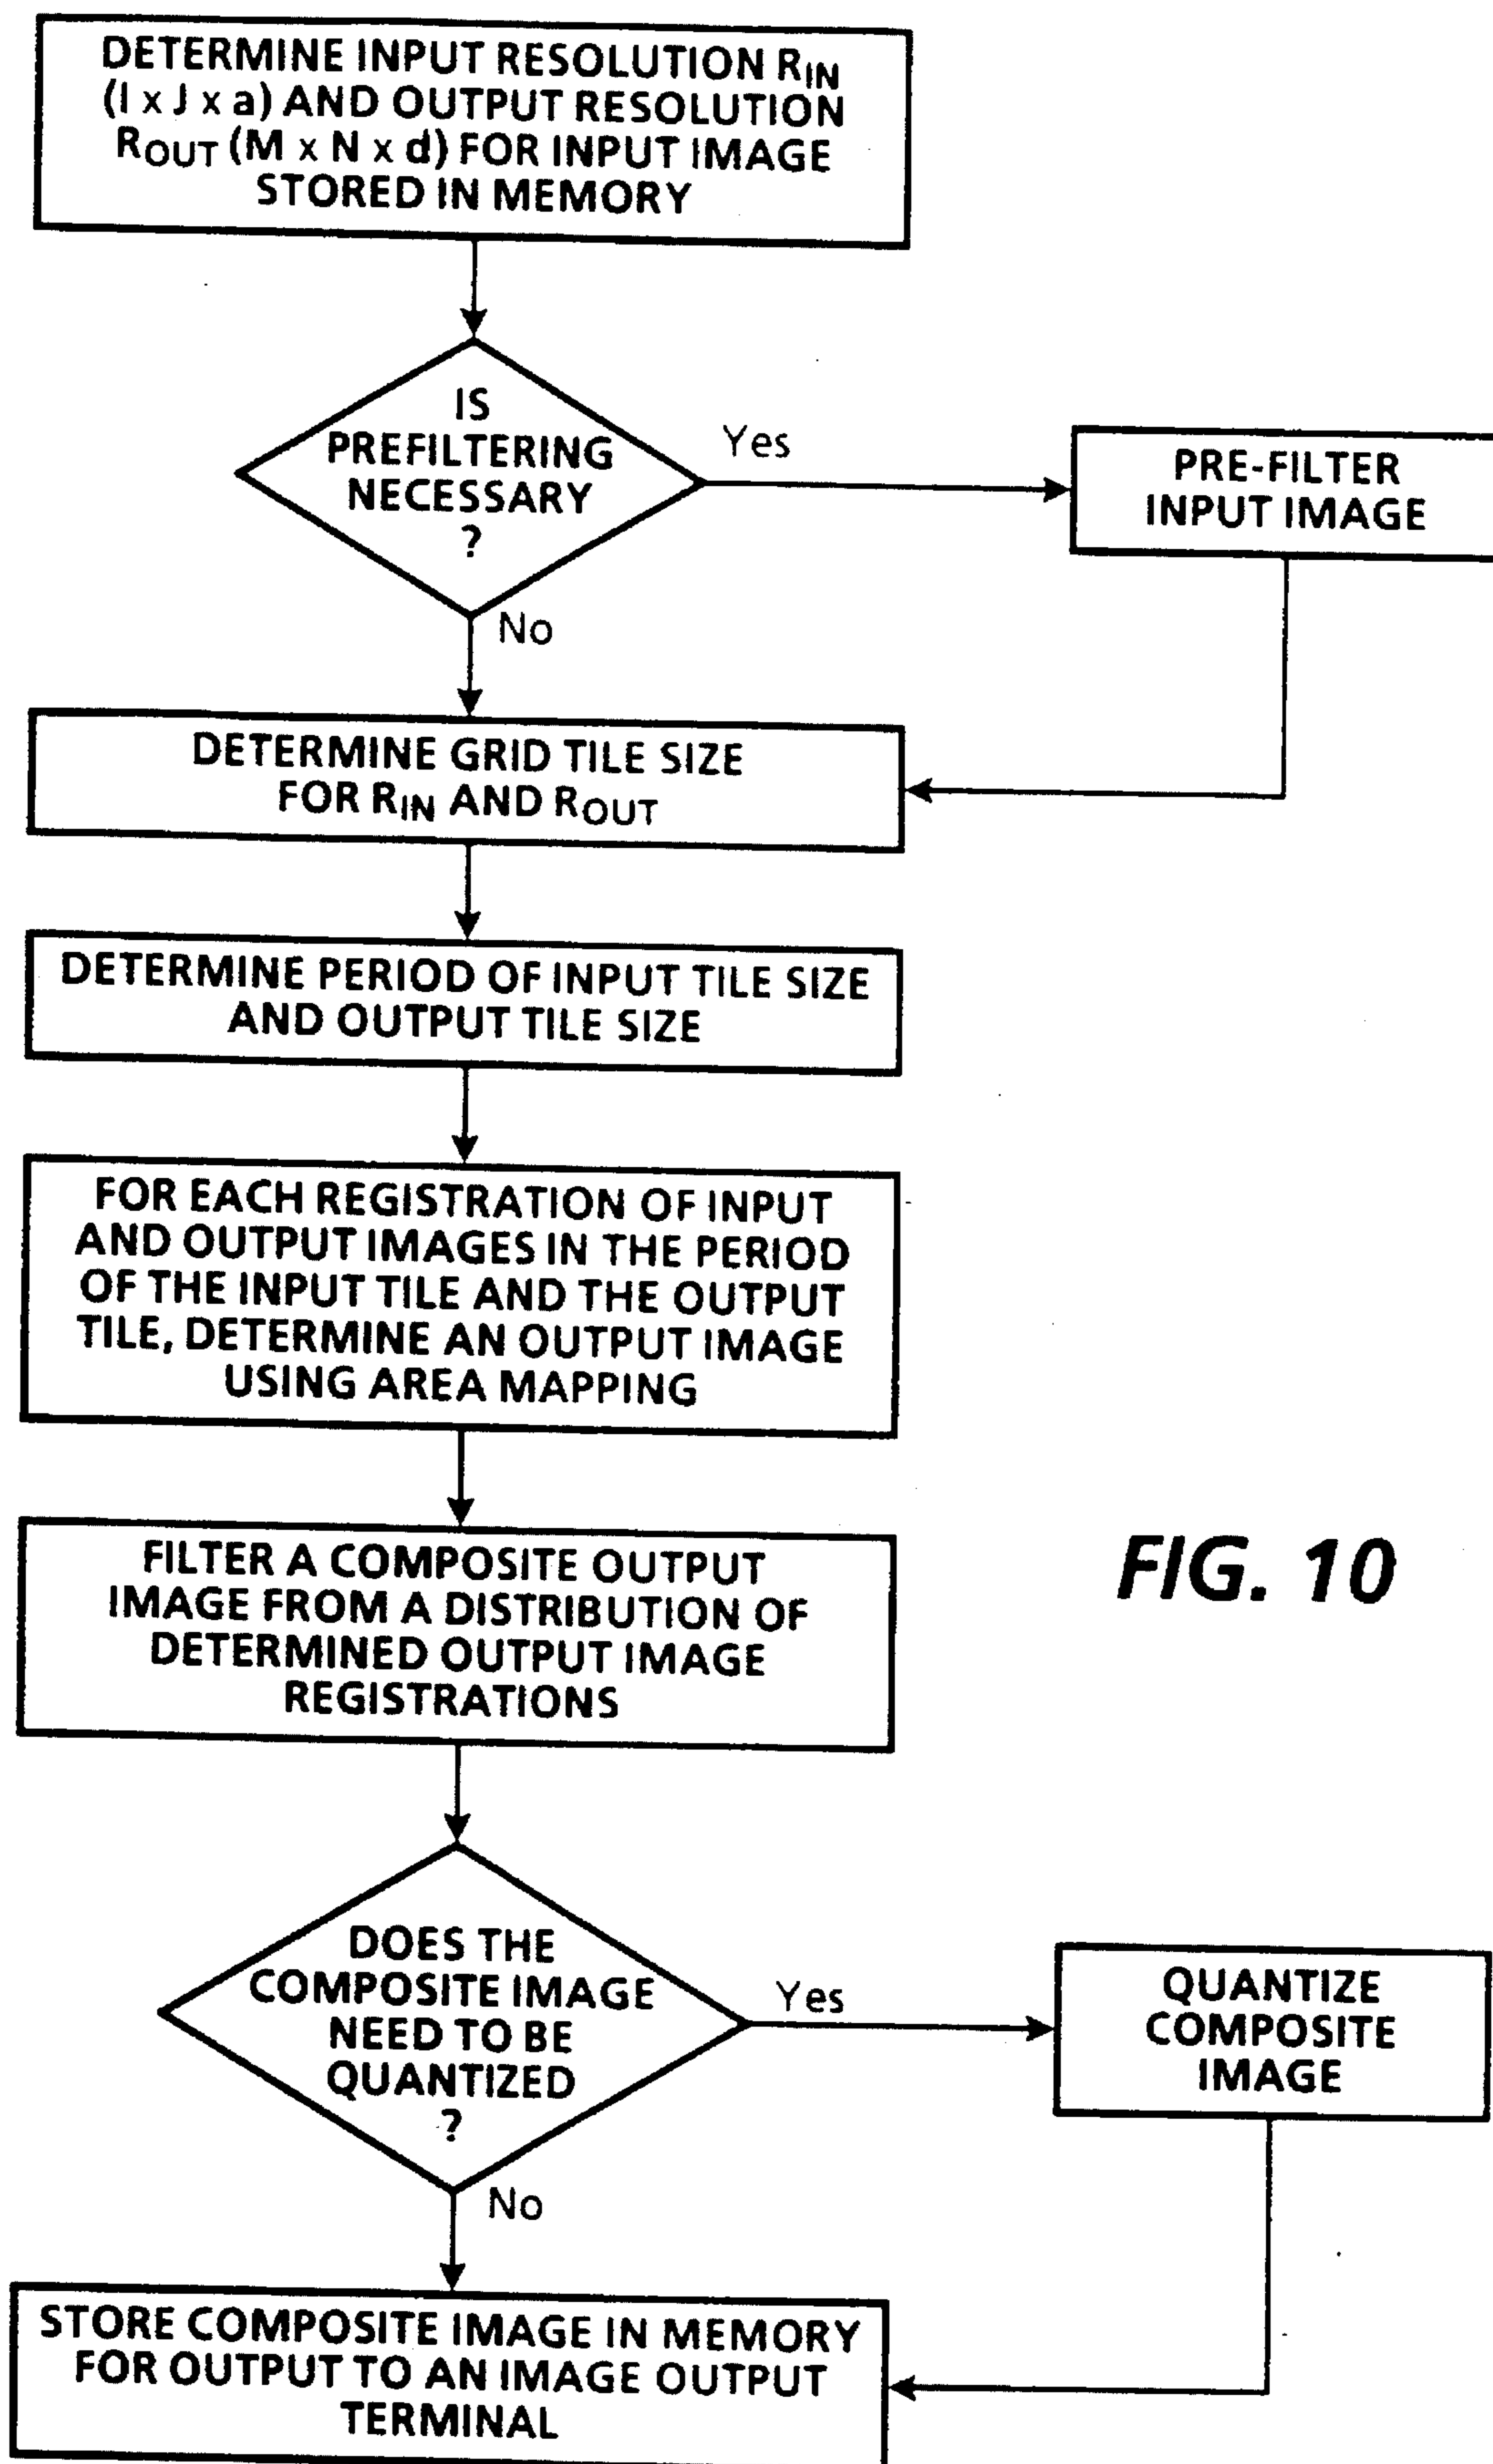 DETERMINE INPUT RESOLUTION RIN
(I x J x a) AND OUTPUT RESOLUTION
ROUT (M x N x d) FOR INPUT IMAGE
STORED IN MEMORY
IS
PREFILTERING
NECESSARY
?
Yes
PRE-FILTER
INPUT IMAGE
No
DETERMINE GRID TILE SIZE
FOR RIN AND ROUT
DETERMINE PERIOD OF INPUT TILE SIZE
AND OUTPUT TILE SIZE
FOR EACH REGISTRATION OF INPUT
AND OUTPUT IMAGES IN THE PERIOD
OF THE INPUT TILE AND THE OUTPUT
TILE, DETERMINE AN OUTPUT IMAGE
USING AREA MAPPING
FILTER A COMPOSITE OUTPUT
IMAGE FROM A DISTRIBUTION OF
DETERMINED OUTPUT IMAGE
REGISTRATIONS
FIG. 10
DOES THE
COMPOSITE IMAGE
NEED TO BE
QUANTIZED
?
Yes
QUANTIZE
COMPOSITE
IMAGE
No
STORE COMPOSITE IMAGE IN MEMORY
FOR OUTPUT TO AN IMAGE OUTPUT
TERMINAL